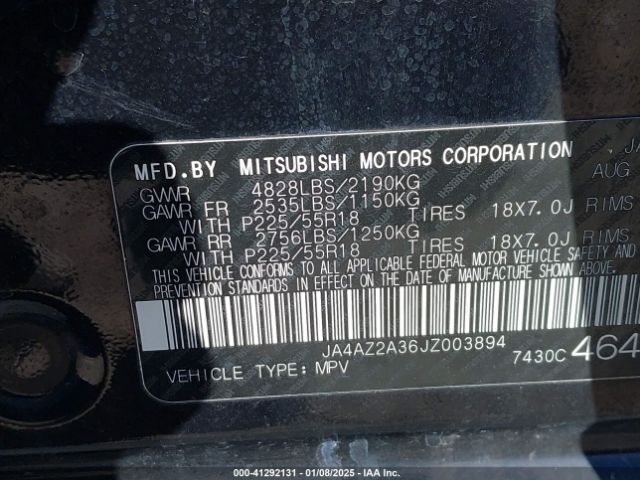 MFD.BY MITSUBISHI MOTORS CORPORATION JA
GVWR 4828LBS/2190KG AUG
GAWR FR 2535LBS/1150KG
WITH P225/55R18 TIRES 18X7.0J RIMS
GAWR RR 2756LBS/1250KG
WITH P225/55R18 TIRES 18X7.0J RIMS
THIS VEHICLE CONFORMS TO ALL APPLICABLE FEDERAL MOTOR VEHICLE SAFETY AND
PREVENTION STANDARDS IN EFFECT ON THE DATE OF MANUFACTURE SHOWN ABOVE.
JA4AZ2A36JZ003894
VEHICLE TYPE: MPV 7430C 464
000-41292131 - 01/08/2025 - IAA Inc.